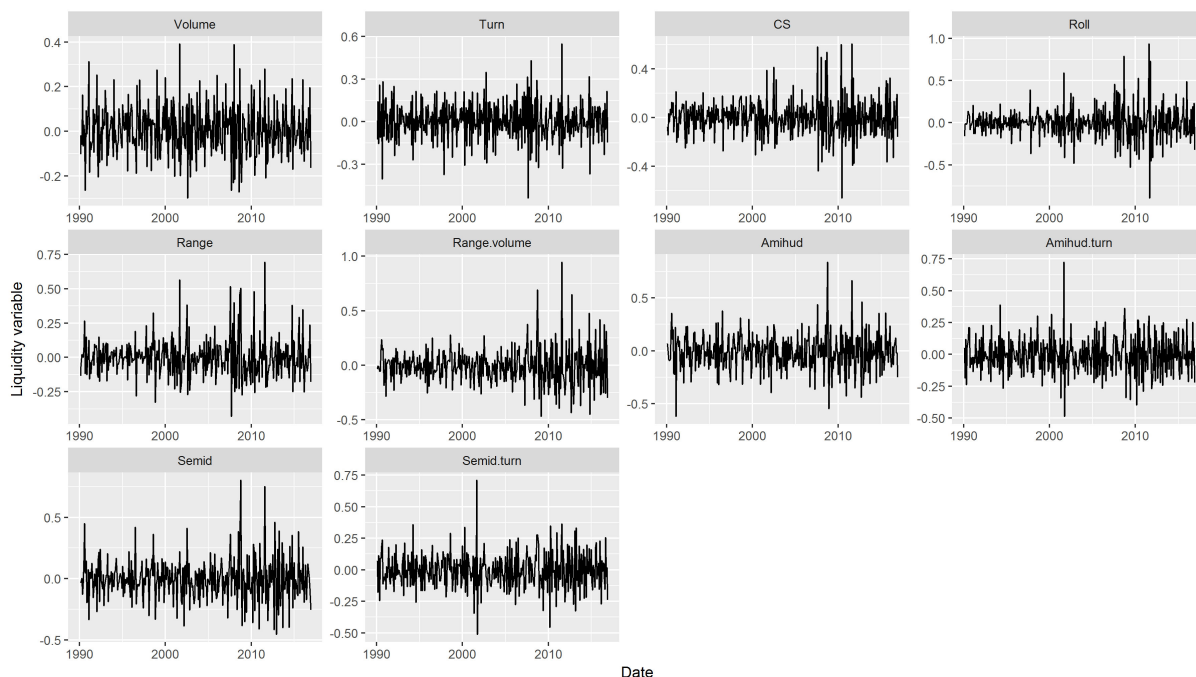 Volume Turn CS Roll
0.4 0.6 1.0
0.4
0.3 0.5
0.2
0.0 0.0 0.0
0.0
-0.3 -0.5
-0.2 -0.4
1990 2000 2010 1990 2000 2010 1990 2000 2010 1990 2000 2010
Range Range.volume Amihud Amihud.turn
0.75 1.0 0.75
0.50 0.5 0.50
0.5
0.25 0.25
0.00 0.0 0.0 0.00
-0.25 -0.25
-0.5 -0.5 -0.50
1990 2000 2010 1990 2000 2010 1990 2000 2010 1990 2000 2010
Semid Semid.turn
0.75
0.5 0.50
0.25
0.0 0.00
-0.25
-0.5 -0.50
1990 2000 2010 1990 2000 2010
Liquidity variable
Date